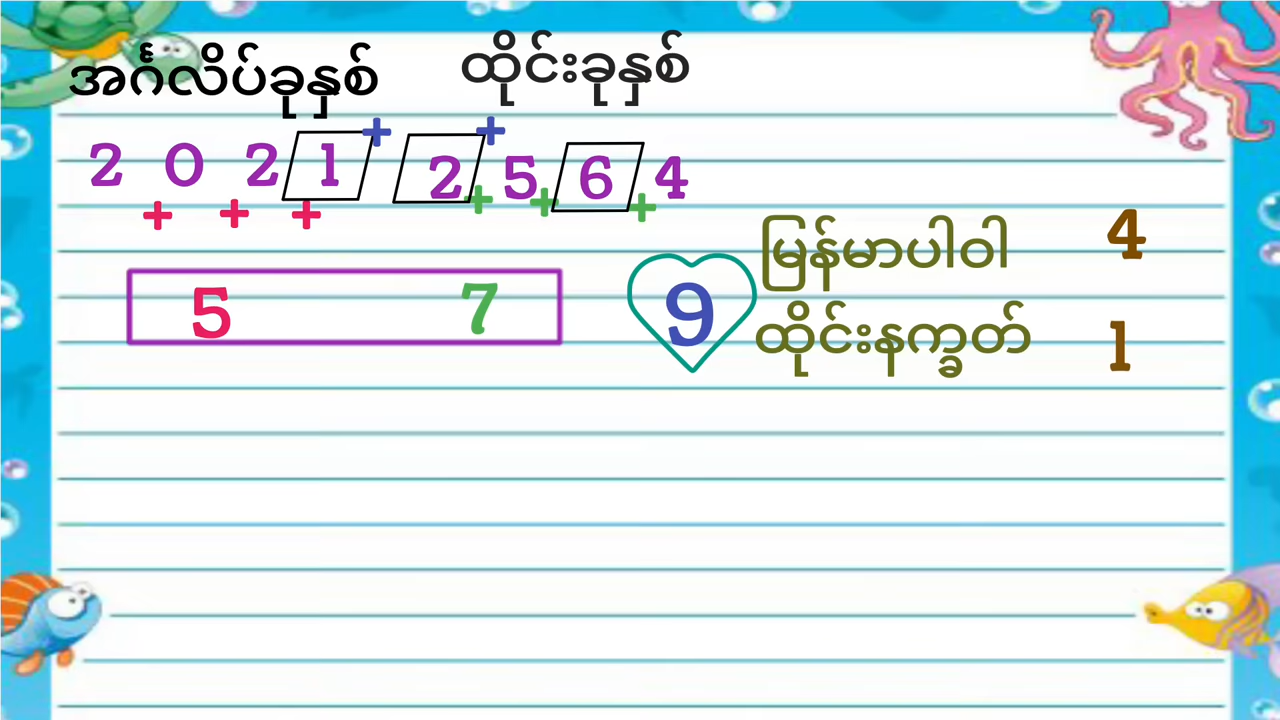 အင်္ဂလိပ်ခုနှစ် ထိုင်းခုနှစ်
2 0 2 1 + 2 + 5 6 4
+ + + + + +
မြန်မာပါဝါ 4
5 7 9
ထိုင်းနက္ခတ် 1